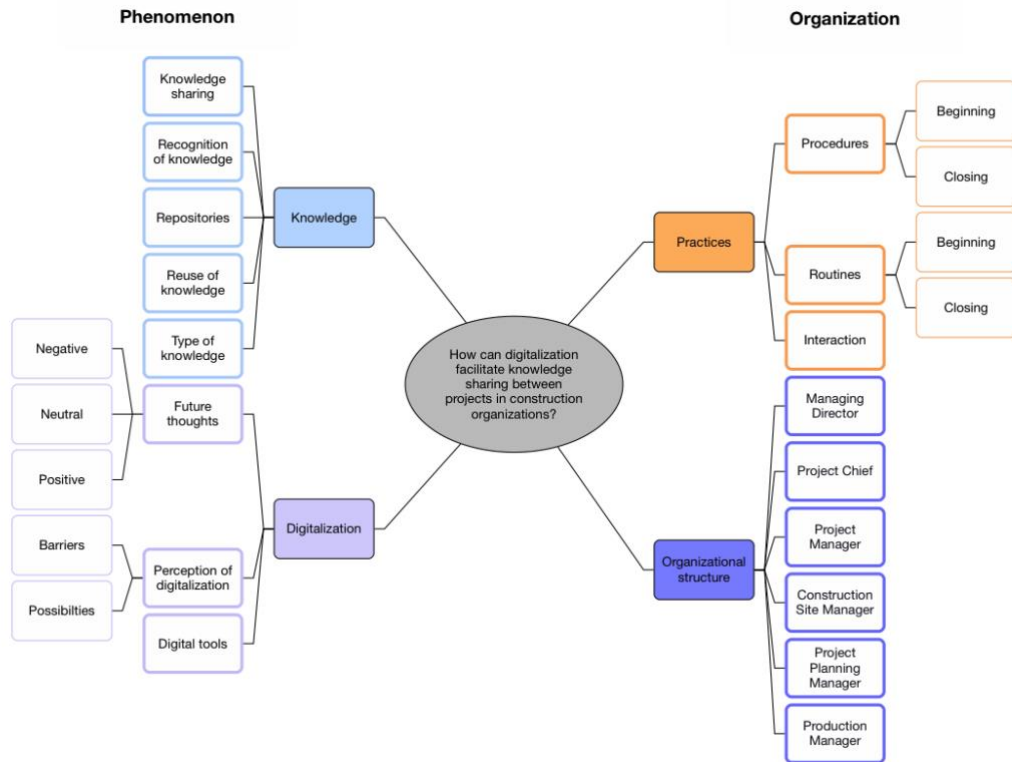 Phenomenon
Organization
Knowledge
sharing
Recognition
of knowledge
Repositories
Reuse of
knowledge
Type of
knowledge
Knowledge
Negative
Neutral
Positive
Barriers
Possibilties
Future
thoughts
Perception of
digitalization
Digital tools
Digitalization
How can digitalization
facilitate knowledge
sharing between
projects in construction
organizations?
Practices
Procedures
Beginning
Closing
Routines
Beginning
Closing
Interaction
Organizational
structure
Managing
Director
Project Chief
Project
Manager
Construction
Site Manager
Project
Planning
Manager
Production
Manager